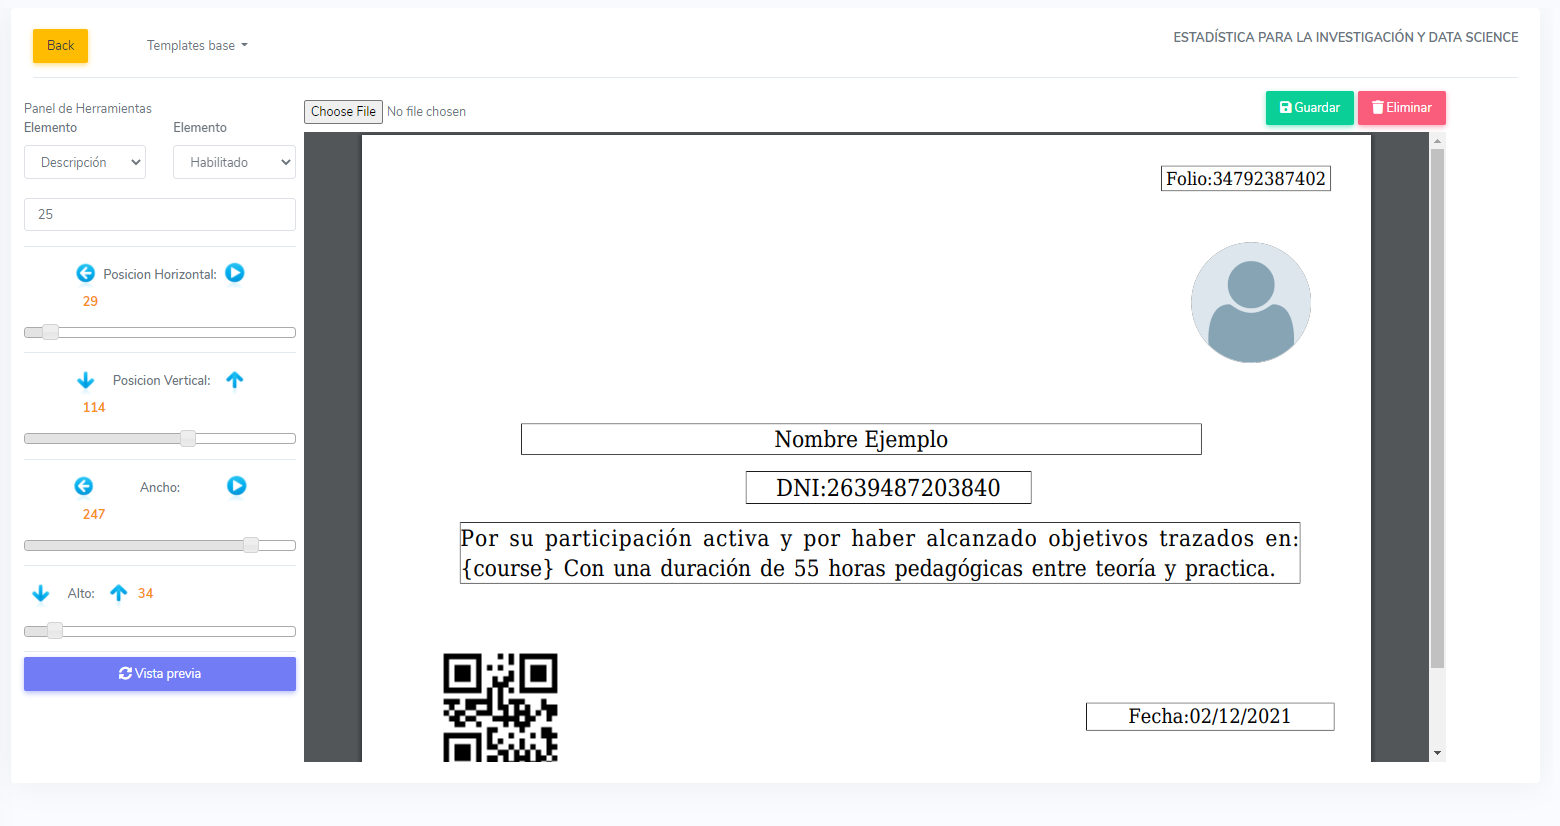 Back
Templates base
ESTADÍSTICA PARA LA INVESTIGACIÓN Y DATA SCIENCE
Panel de Herramientas
Elemento
Elemento
Descripción
Habilitado
25
Posicion Horizontal:
29
Posicion Vertical:
114
Ancho:
247
Alto:
34
Vista previa
Choose File No file chosen
Guardar
Eliminar
Folio:34792387402
Nombre Ejemplo
DNI:2639487203840
Por su participación activa y por haber alcanzado objetivos trazados en:
{course} Con una duración de 55 horas pedagógicas entre teoría y practica.
Fecha:02/12/2021